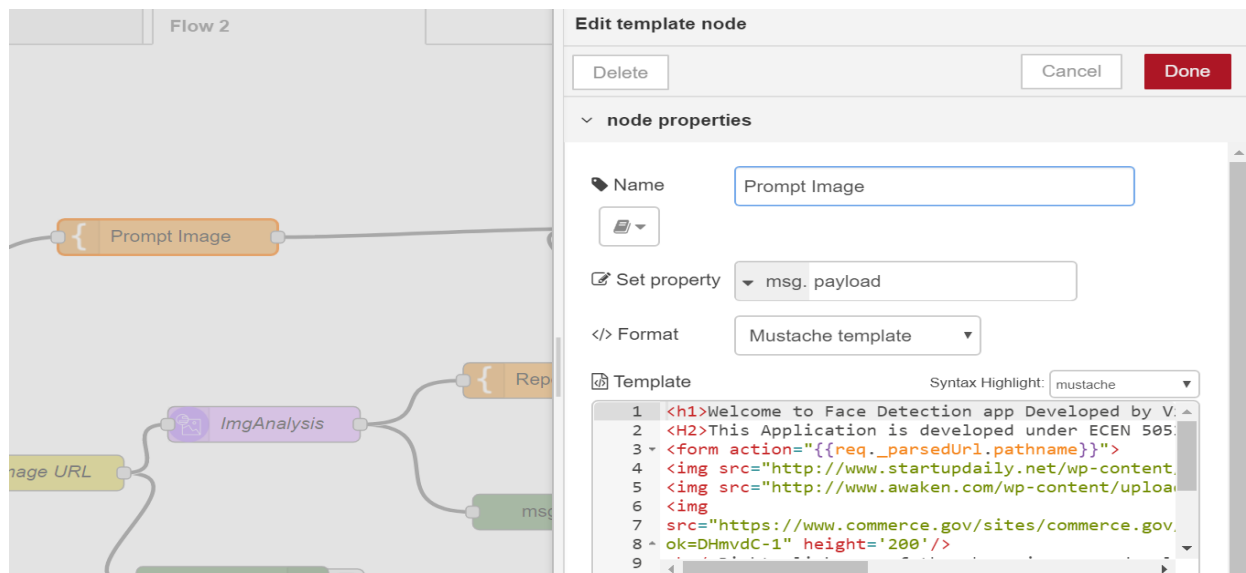 Flow 2
Prompt Image
ImgAnalysis
URL
Edit template node
Delete
Cancel
Done
node properties
Name
Prompt Image
Set property
msg. payload
</> Format
Mustache template
Template
Syntax Highlight: mustache
1 <h1>Welcome to Face Detection app Developed by
2 <H2>This Application is developed under ECEN
3 <form action="{{req._parsedUrl.pathname}}">
4 <img src="http://www.startupdaily.net/wp-content
5 <img src="http://www.awaken.com/wp-content/
6 <img
7 src="https://www.commerce.gov/sites/commerce.gov
8 ok=DHmvdC-1" height='200'/>
9